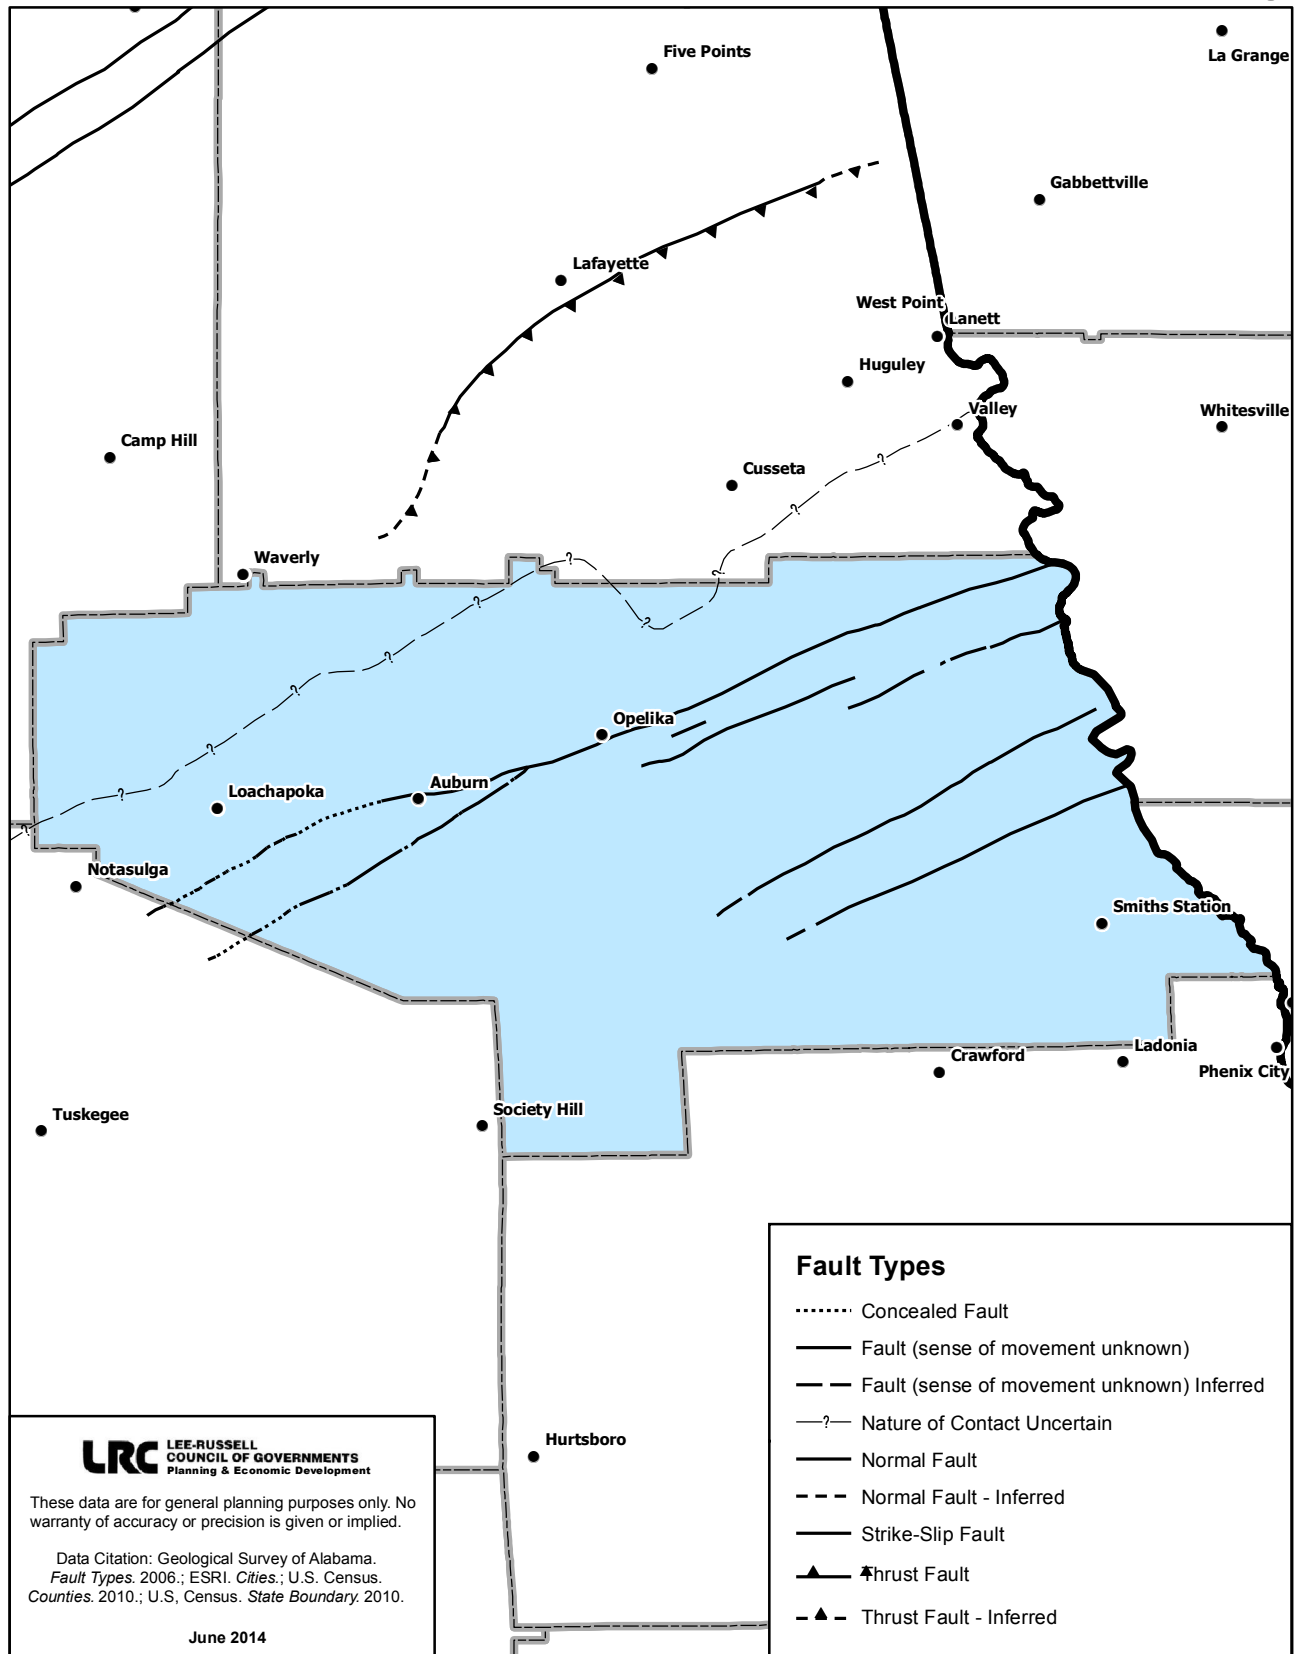 Five Points
La Grange
Gabbettville
Lafayette
West Point
Lanett
Huguley
Valley
Whitesville
Camp Hill
Cusseta
Waverly
Opelika
Auburn
Loachapoka
Notasulga
Smiths Station
Crawford
Ladonia
Phenix City
Tuskegee
Society Hill
Hurtsboro
? ? ? ? ? ? ? ? ? ? ? ?
Fault Types
Concealed Fault
Fault (sense of movement unknown)
Fault (sense of movement unknown) Inferred
? Nature of Contact Uncertain
Normal Fault
Normal Fault - Inferred
Strike-Slip Fault
Thrust Fault
Thrust Fault - Inferred
LRC LEE-RUSSELL
COUNCIL OF GOVERNMENTS
Planning & Economic Development
These data are for general planning purposes only. No
warranty of accuracy or precision is given or implied.
Data Citation: Geological Survey of Alabama.
Fault Types. 2006.; ESRI. Cities.; U.S. Census.
Counties. 2010.; U.S, Census. State Boundary. 2010.
June 2014